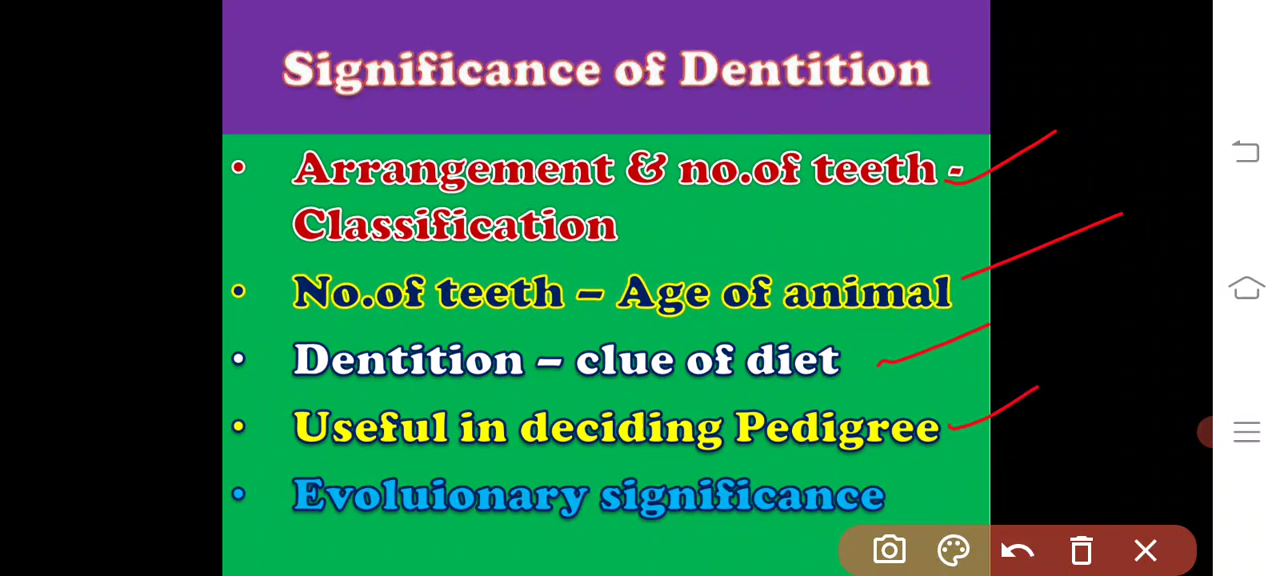 Significance of Dentition
• Arrangement & no.of teeth -
Classification
• No.of teeth – Age of animal
• Dentition – clue of diet
• Useful in deciding Pedigree
• Evoluionary significance